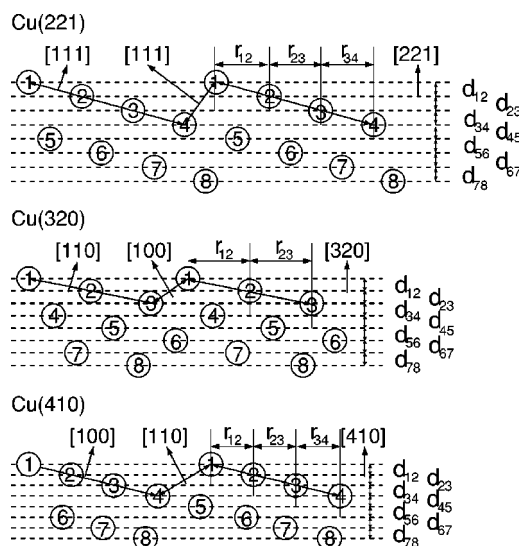 Cu(221)
[111] [111] r12 r23 r34 [221]
1 1
2 2 d12
3 3 d23
4 4 d34
5 5 d45
6 6 d56
7 7 d67
8 8 d78
Cu(320)
[110] [100] r12 r23 [320]
1 1
2 2 d12
3 3 d23
4 4 d34
5 5 d45
6 6 d56
7 7 d67
8 8 d78
Cu(410)
[100] [110] r12 r23 r34 [410]
1 1
2 2 d12
3 3 d23
4 4 d34
5 d45
6 6 d56
7 7 d67
8 8 d78